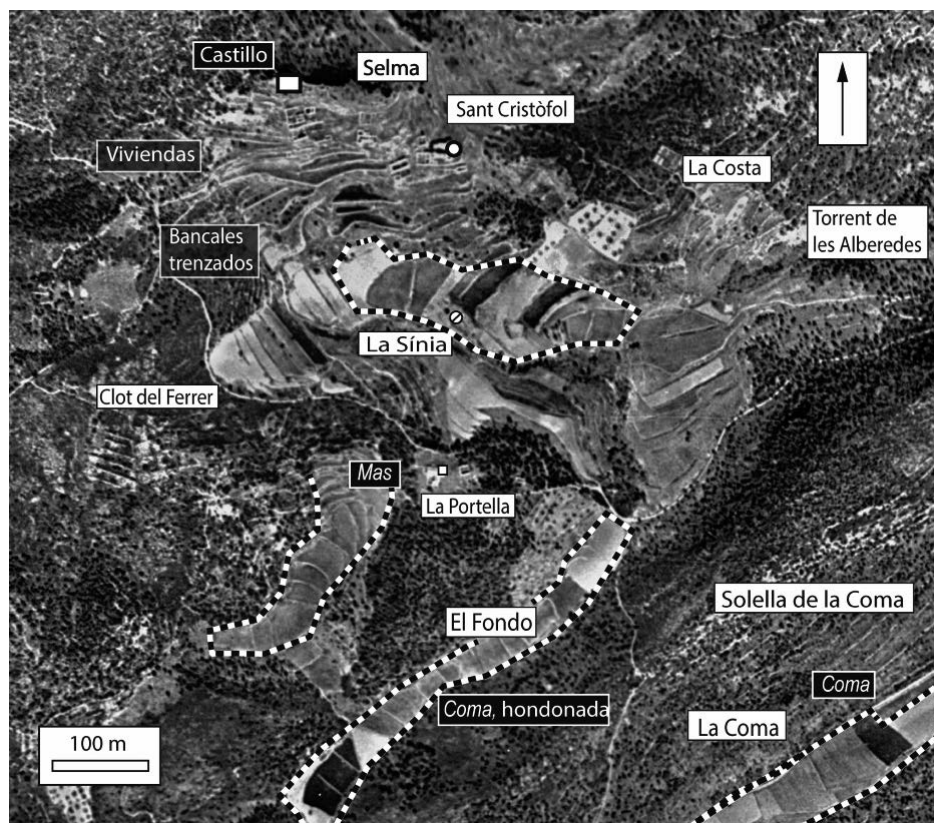 Castillo
Selma
Sant Cristòfol
Viviendas
La Costa
Torrent de
les Alberedes
Bancales
trenzados
La Sínia
Clot del Ferrer
Mas
La Portella
Solella de la Coma
El Fondo
Coma
Coma, hondonada
La Coma
100 m